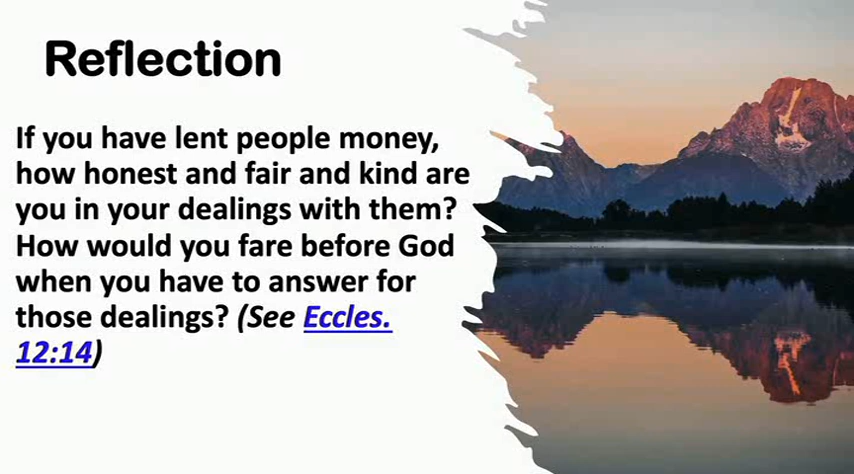 Reflection
If you have lent people money,
how honest and fair and kind are
you in your dealings with them?
How would you fare before God
when you have to answer for
those dealings? (See Eccles.
12:14)